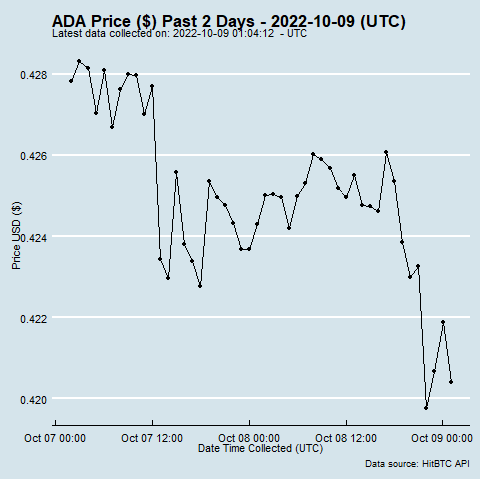 ADA Price ($) Past 2 Days - 2022-10-09 (UTC)
Latest data collected on: 2022-10-09 01:04:12 - UTC
0.428
0.426
0.424
0.422
0.420
Price USD ($)
Oct 07 00:00 Oct 07 12:00 Oct 08 00:00 Oct 08 12:00 Oct 09 00:00
Date Time Collected (UTC)
Data source: HitBTC API